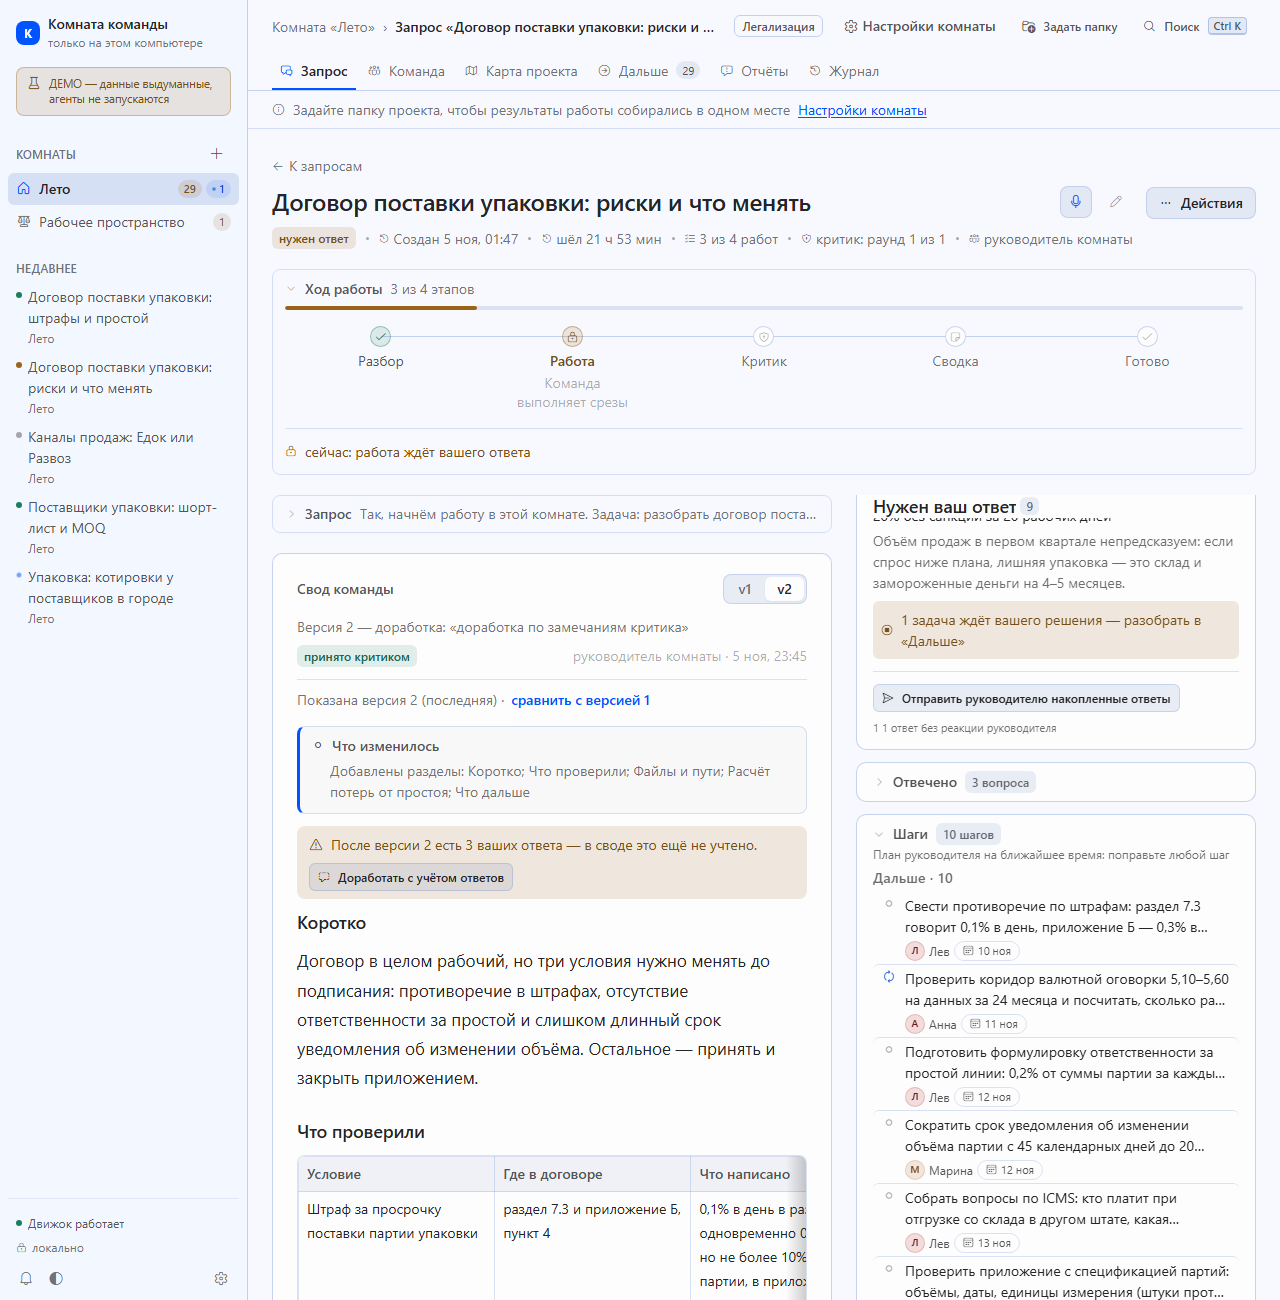 К
Комната команды
только на этом компьютере
ДЕМО — данные выдуманные, агенты не запускаются
КОМНАТЫ
Лето 29 • 1
Рабочее пространство 1
НЕДАВНЕЕ
Договор поставки упаковки: штрафы и простой
Лето
Договор поставки упаковки: риски и что менять
Лето
Каналы продаж: Едок или Развоз
Лето
Поставщики упаковки: шорт-лист и MOQ
Лето
Упаковка: котировки у поставщиков в городе
Лето
Движок работает
локально
Комната «Лето» › Запрос «Договор поставки упаковки: риски и ... Легализация Настройки комнаты Задать папку Поиск Ctrl K
Запрос Команда Карта проекта Дальше 29 Отчёты Журнал
Задайте папку проекта, чтобы результаты работы собирались в одном месте Настройки комнаты
← К запросам
Договор поставки упаковки: риски и что менять
··· Действия
нужен ответ • Создан 5 ноя, 01:47 • шёл 21 ч 53 мин • 3 из 4 работ • критик: раунд 1 из 1 • руководитель комнаты
Ход работы 3 из 4 этапов
Разбор
Работа
Команда выполняет срезы
Критик
Сводка
Готово
сейчас: работа ждёт вашего ответа
Запрос Так, начнём работу в этой комнате. Задача: разобрать договор поста...
Свод команды v1 v2
Версия 2 — доработка: «доработка по замечаниям критика»
принято критиком руководитель комнаты · 5 ноя, 23:45
Показана версия 2 (последняя) · сравнить с версией 1
Что изменилось
Добавлены разделы: Коротко; Что проверили; Файлы и пути; Расчёт
потерь от простоя; Что дальше
После версии 2 есть 3 ваших ответа — в своде это ещё не учтено.
Доработать с учётом ответов
Коротко
Договор в целом рабочий, но три условия нужно менять до
подписания: противоречие в штрафах, отсутствие
ответственности за простой и слишком длинный срок
уведомления об изменении объёма. Остальное — принять и
закрыть приложением.
Что проверили
Условие Где в договоре Что написано
Штраф за просрочку поставки партии упаковки
раздел 7.3 и приложение Б, пункт 4
0,1% в день в ра
одновременно 0
но не более 10%
партии, в прило
Нужен ваш ответ 9
20% без санкций за 20 рабочих дней
Объём продаж в первом квартале непредсказуем: если
спрос ниже плана, лишняя упаковка — это склад и
замороженные деньги на 4–5 месяцев.
1 задача ждёт вашего решения — разобрать в
«Дальше»
Отправить руководителю накопленные ответы
1 1 ответ без реакции руководителя
Отвечено 3 вопроса
Шаги 10 шагов
План руководителя на ближайшее время: поправьте любой шаг
Дальше · 10
Свести противоречие по штрафам: раздел 7.3
говорит 0,1% в день, приложение Б — 0,3% в...
Л Лев 10 ноя
Проверить коридор валютной оговорки 5,10–5,60
на данных за 24 месяца и посчитать, сколько ра...
А Анна 11 ноя
Подготовить формулировку ответственности за
простой линии: 0,2% от суммы партии за кажды...
Л Лев 12 ноя
Сократить срок уведомления об изменении
объёма партии с 45 календарных дней до 20...
М Марина 12 ноя
Собрать вопросы по ICMS: кто платит при
отгрузке со склада в другом штате, какая...
Л Лев 13 ноя
Проверить приложение с спецификацией партий:
объёмы, даты, единицы измерения (штуки прот...